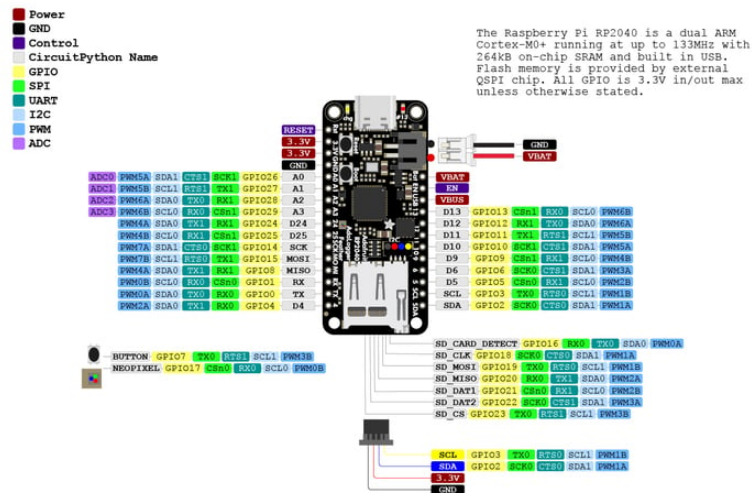 Power
GND
Control
CircuitPython Name
GPIO
SPI
UART
I2C
PWM
ADC
The Raspberry Pi RP2040 is a dual ARM
Cortex-M0+ running at up to 133MHz with
264kB on-chip SRAM and built in USB.
Flash memory is provided by external
QSPI chip. All GPIO is 3.3V in/out max
unless otherwise stated.
RESET
3.3V
3.3V
GND
ADC0 PWM5A SDA1 CTS1 SCK1 GPIO26 A0
ADC1 PWM5B SCL1 RTS1 TX1 GPIO27 A1
ADC2 PWM6A SDA0 TX0 RX1 GPIO28 A2
ADC3 PWM6B SCL0 RX0 CSn1 GPIO29 A3
PWM4A SDA0 TX1 RX1 GPIO24 D24
PWM4B SCL0 RX1 CSn1 GPIO25 D25
PWM7A SDA1 CTS0 SCK1 GPIO14 SCK
PWM7B SCL1 RTS0 TX1 GPIO15 MOSI
PWM4A SDA0 TX1 RX1 GPIO8 MISO
PWM0B SCL0 RX0 CSn0 GPIO1 RX
PWM0A SDA0 TX0 RX0 GPIO0 TX
PWM2A SDA0 TX1 RX0 GPIO4 D4
GND
VBAT
VBAT
EN
VBUS
D13 GPIO13 CSn1 RX0 SCL0 PWM6B
D12 GPIO12 RX1 TX0 SDA0 PWM6A
D11 GPIO11 TX1 RTS1 SCL1 PWM5B
D10 GPIO10 SCK1 CTS1 SDA1 PWM5A
D9 GPIO9 CSn1 RX1 SCL0 PWM4B
D6 GPIO6 SCK0 CTS1 SDA1 PWM3A
D5 GPIO5 CSn0 RX1 SCL0 PWM2B
SCL GPIO3 TX0 RTS0 SCL1 PWM1B
SDA GPIO2 SCK0 CTS0 SDA1 PWM1A
BUTTON GPIO7 TX0 RTS1 SCL1 PWM3B
NEOPIXEL GPIO17 CSn0 RX0 SCL0 PWM0B
SD_CARD_DETECT GPIO16 RX0 TX0 SDA0 PWM0A
SD_CLK GPIO18 SCK0 CTS0 SDA1 PWM1A
SD_MOSI GPIO19 TX0 RTS0 SCL1 PWM1B
SD_MISO GPIO20 RX0 TX1 SDA0 PWM2A
SD_DAT1 GPIO21 CSn0 RX1 SCL0 PWM2B
SD_DAT2 GPIO22 SCK0 CTS1 SDA1 PWM3A
SD_CS GPIO23 TX0 RTS1 SCL1 PWM3B
SCL GPIO3 TX0 RTS0 SCL1 PWM1B
SDA GPIO2 SCK0 CTS0 SDA1 PWM1A
3.3V
GND